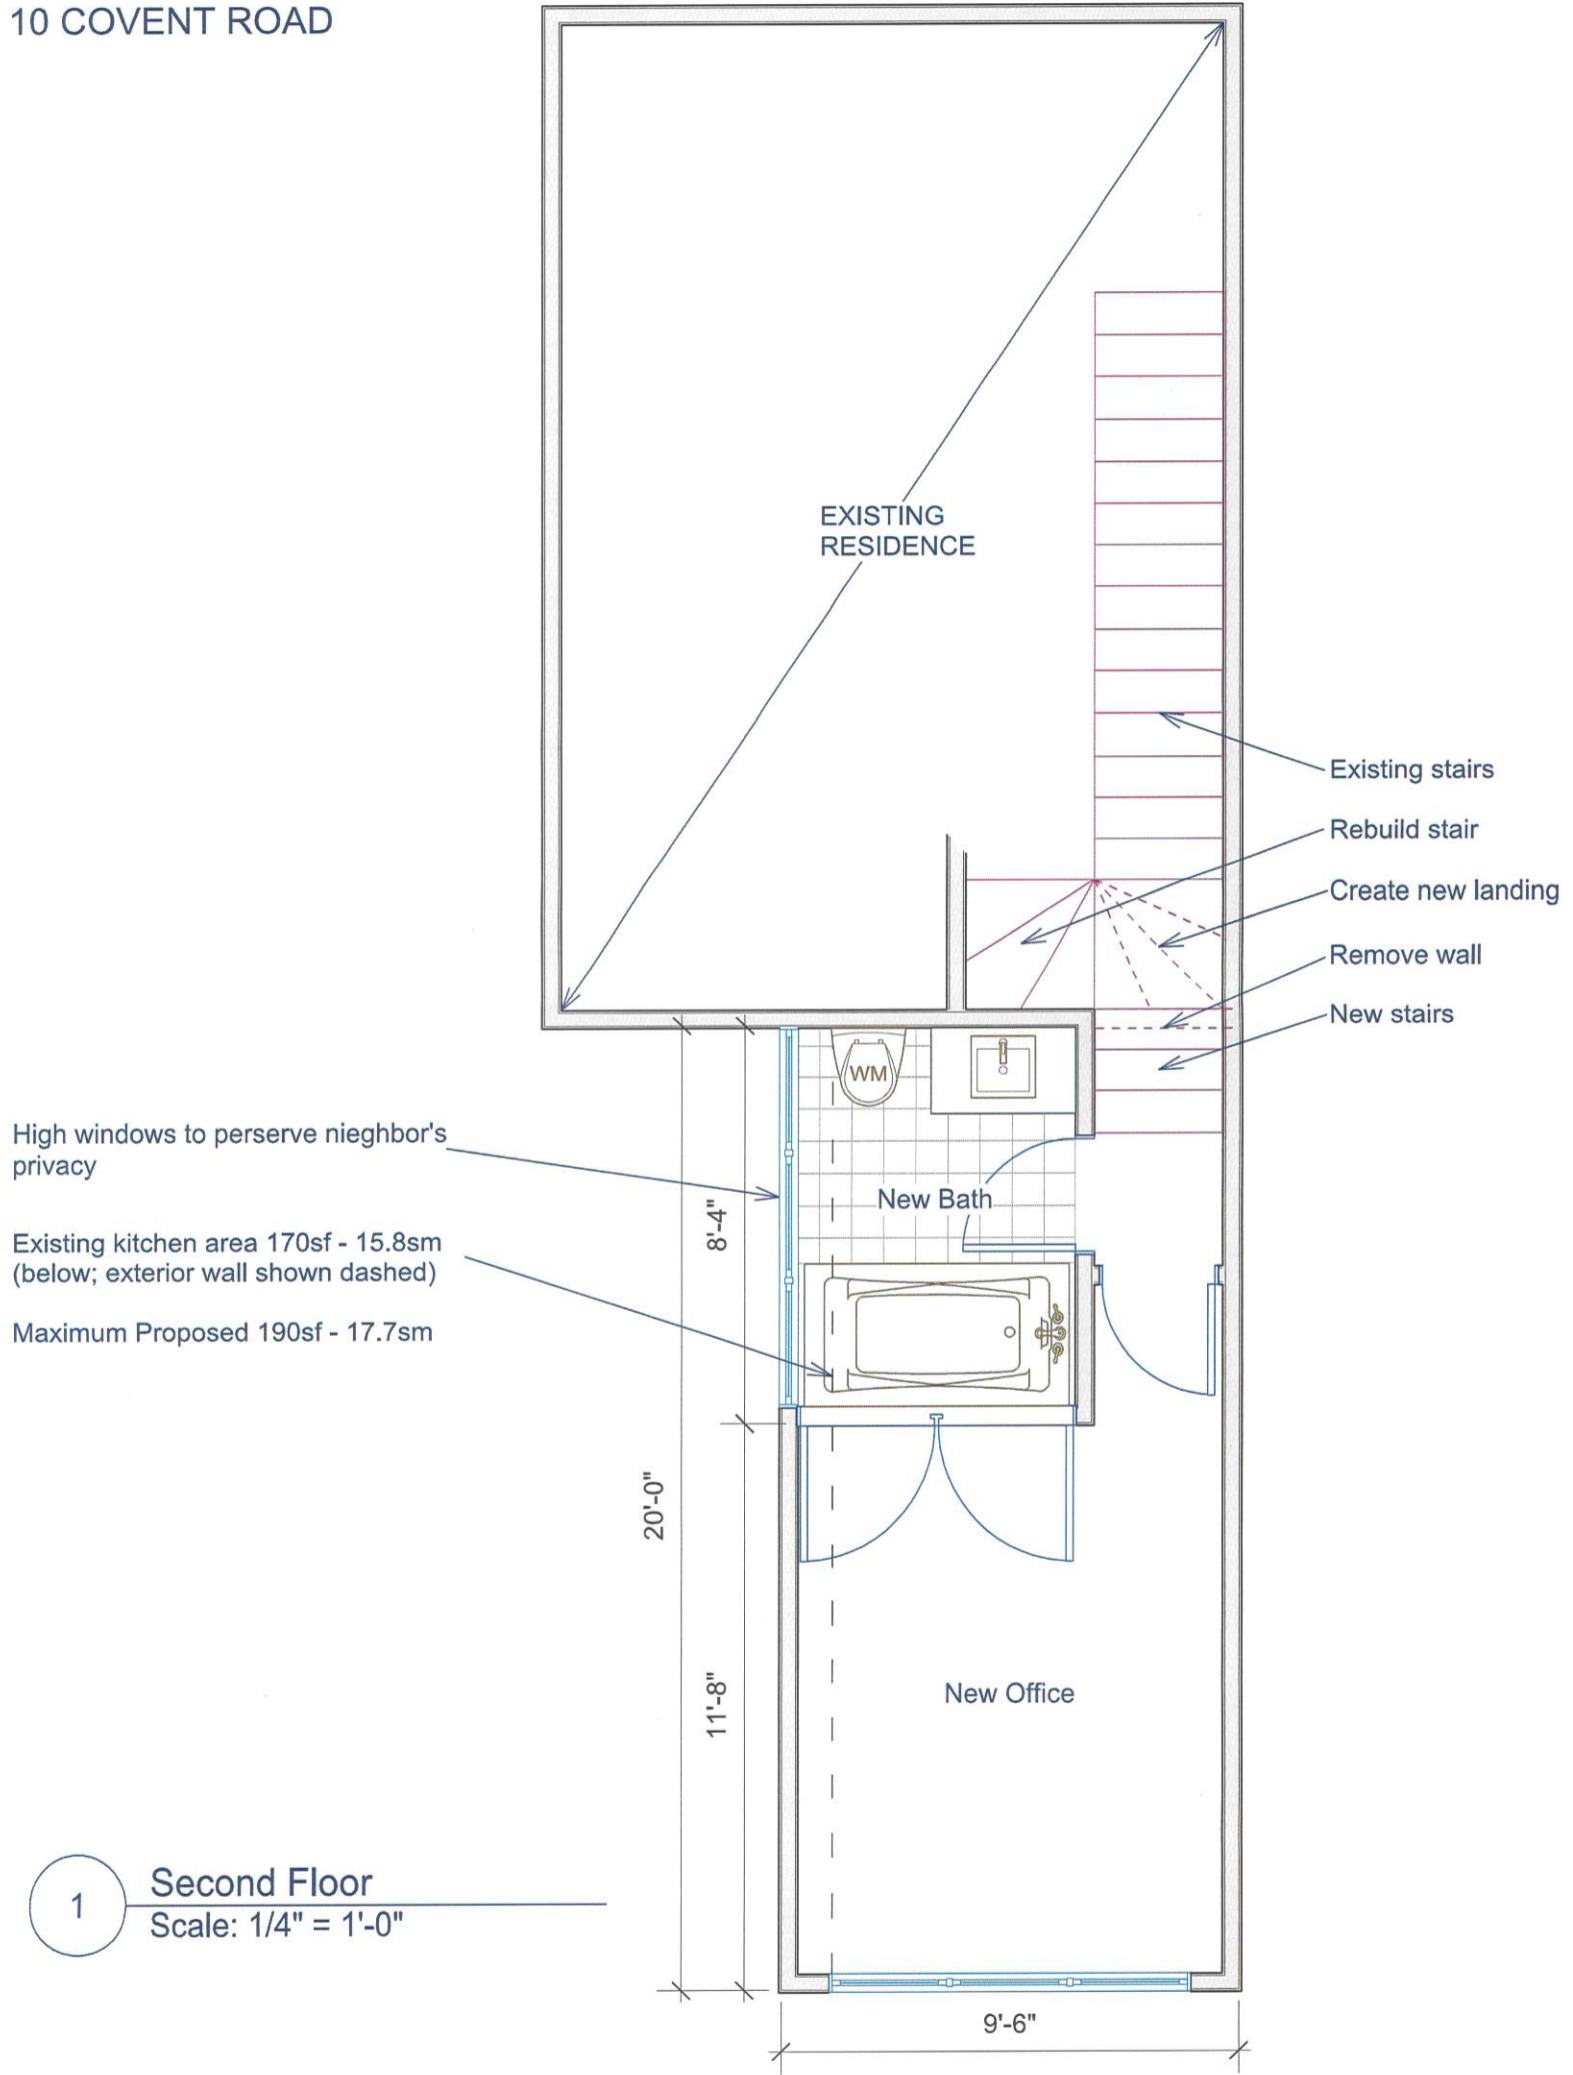 10 COVENT ROAD
EXISTING
RESIDENCE
Existing stairs
Rebuild stair
Create new landing
Remove wall
New stairs
WM
High windows to perserve nieghbor's
privacy
New Bath
8'-4"
Existing kitchen area 170sf - 15.8sm
(below; exterior wall shown dashed)
Maximum Proposed 190sf - 17.7sm
20'-0"
11'-8"
New Office
1
Second Floor
Scale: 1/4" = 1'-0"
9'-6"